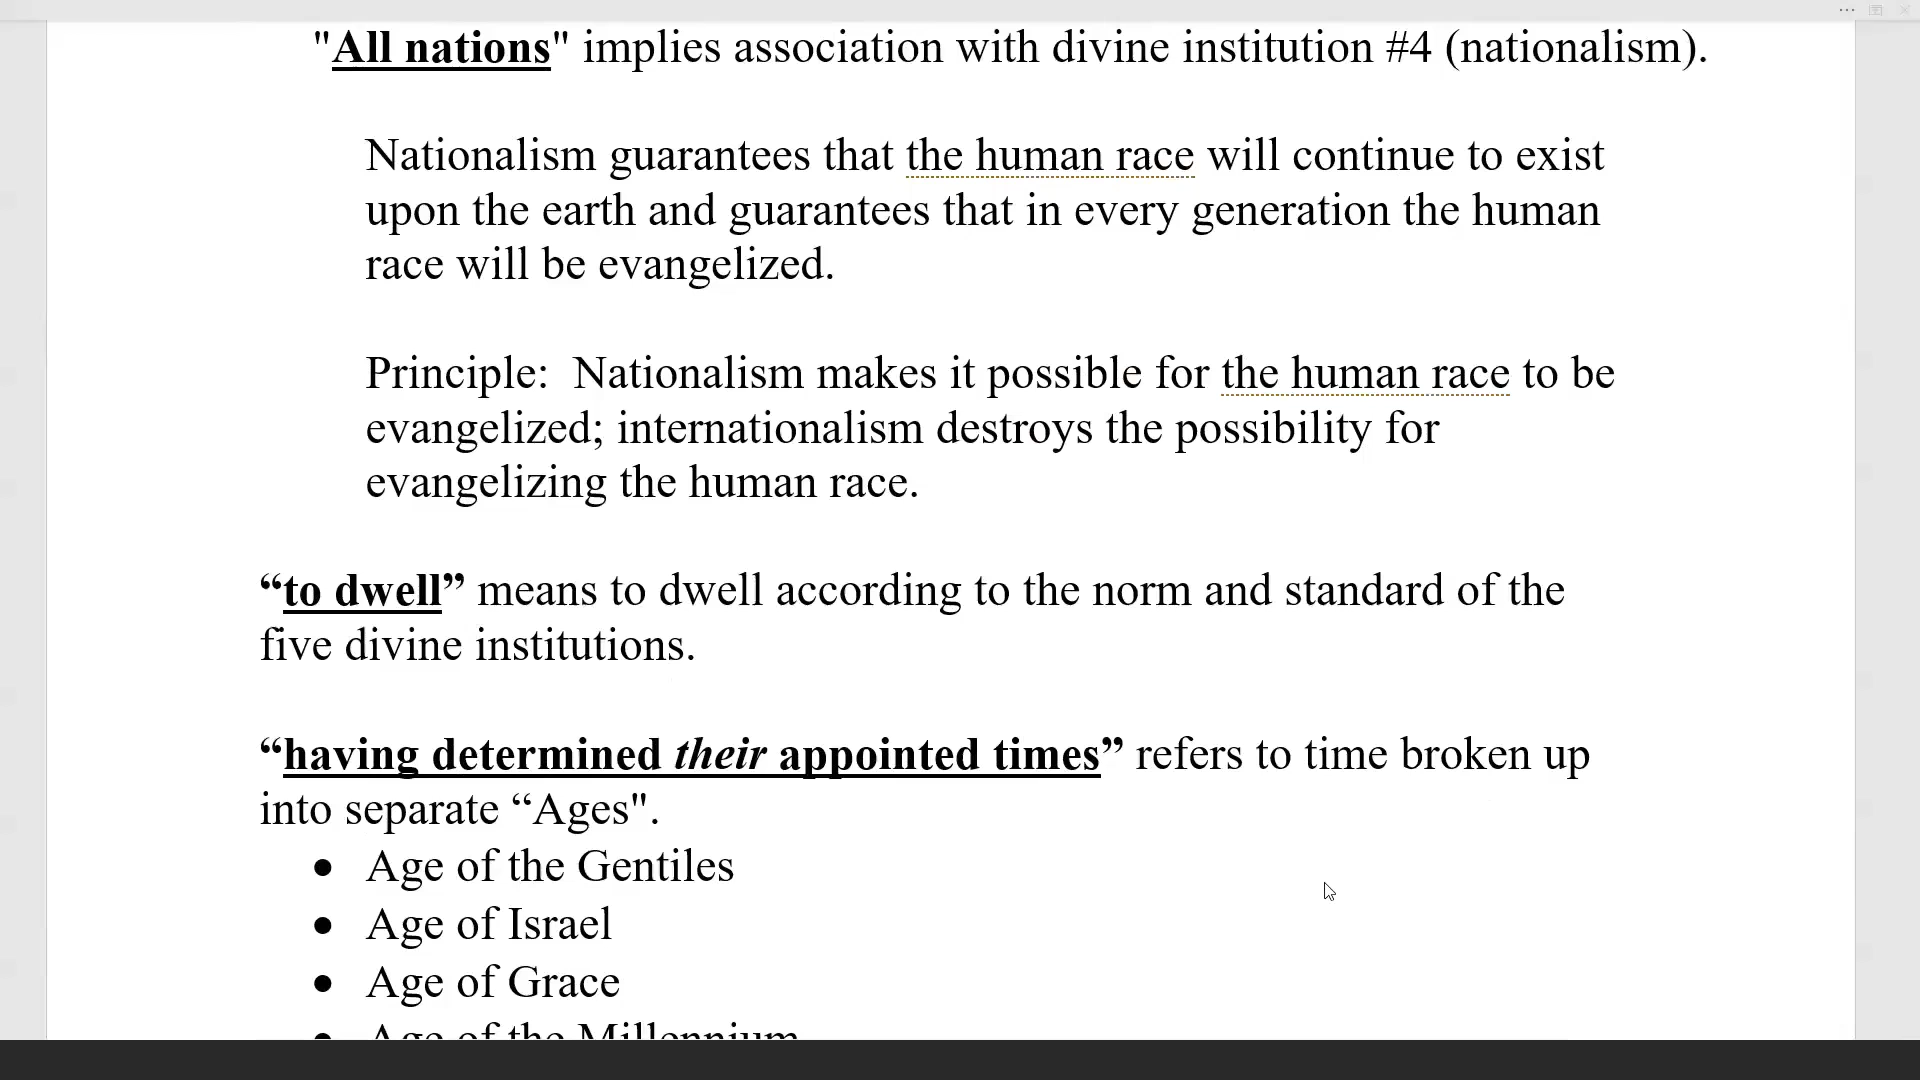 "All nations" implies association with divine institution #4 (nationalism).
Nationalism guarantees that the human race will continue to exist
upon the earth and guarantees that in every generation the human
race will be evangelized.
Principle:  Nationalism makes it possible for the human race to be
evangelized; internationalism destroys the possibility for
evangelizing the human race.
“to dwell” means to dwell according to the norm and standard of the
five divine institutions.
“having determined their appointed times” refers to time broken up
into separate “Ages".
• Age of the Gentiles
• Age of Israel
• Age of Grace
• Age of the Millennium